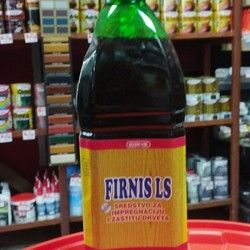 FIRNIS LS
SREDSTVO ZA
IMPREGNACIJU
I ZAŠTITU DRVETA